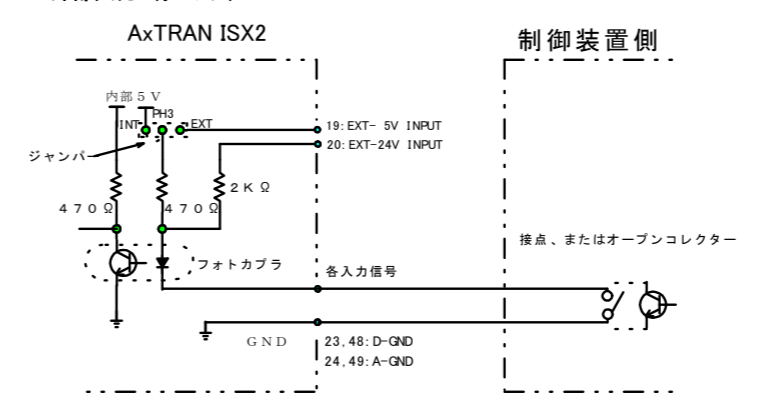 AxTRAN ISX2
制御装置側
内部５Ｖ
PH3
INT
EXT
19:EXT- 5V INPUT
20:EXT-24V INPUT
ジャンパー
２ＫΩ
４７０Ω
４７０Ω
接点、またはオープンコレクター
フォトカプラ
各入力信号
ＧＮＤ
23,48:D-GND
24,49:A-GND